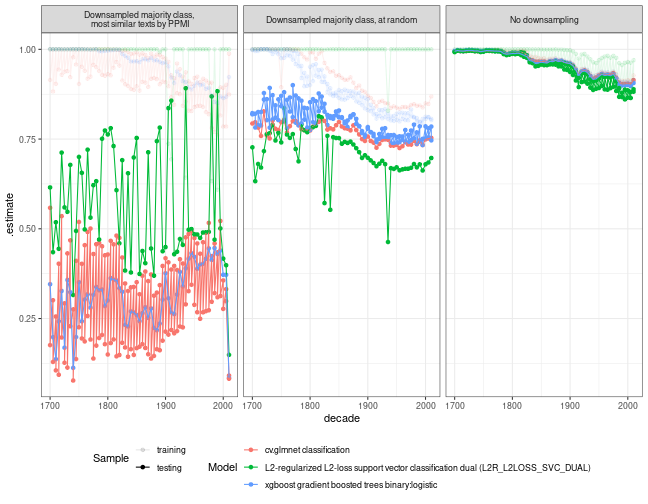 Downsampled majority class,
most similar texts by PPMI
Downsampled majority class, at random
No downsampling
1.00
0.75
0.50
0.25
.estimate
1700
1800
1900
2000
1700
1800
1900
2000
1700
1800
1900
2000
decade
Sample
training
testing
Model
cv.glmnet classification
L2-regularized L2-loss support vector classification dual (L2R_L2LOSS_SVC_DUAL)
xgboost gradient boosted trees binary:logistic